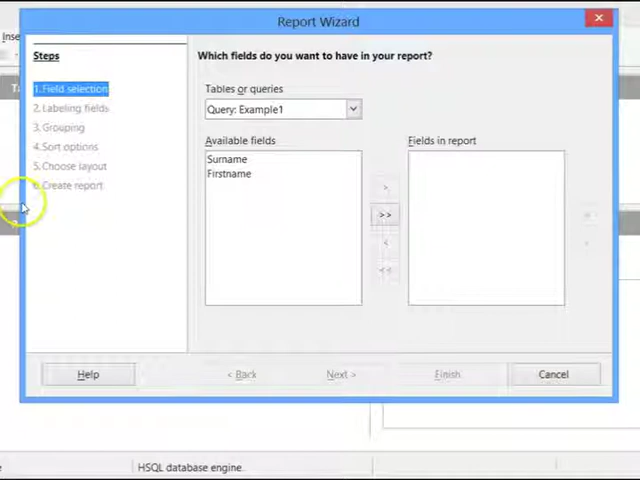 Report Wizard
Inse
Steps
Which fields do you want to have in your report?
1.Field selection
2.Labeling fields
3.Grouping
4.Sort options
5.Choose layout
6.Create report
Tables or queries
Query: Example1
Available fields
Fields in report
Surname
Firstname
>
>>
<
<<
Help
< Back
Next >
Finish
Cancel
HSQL database engine.